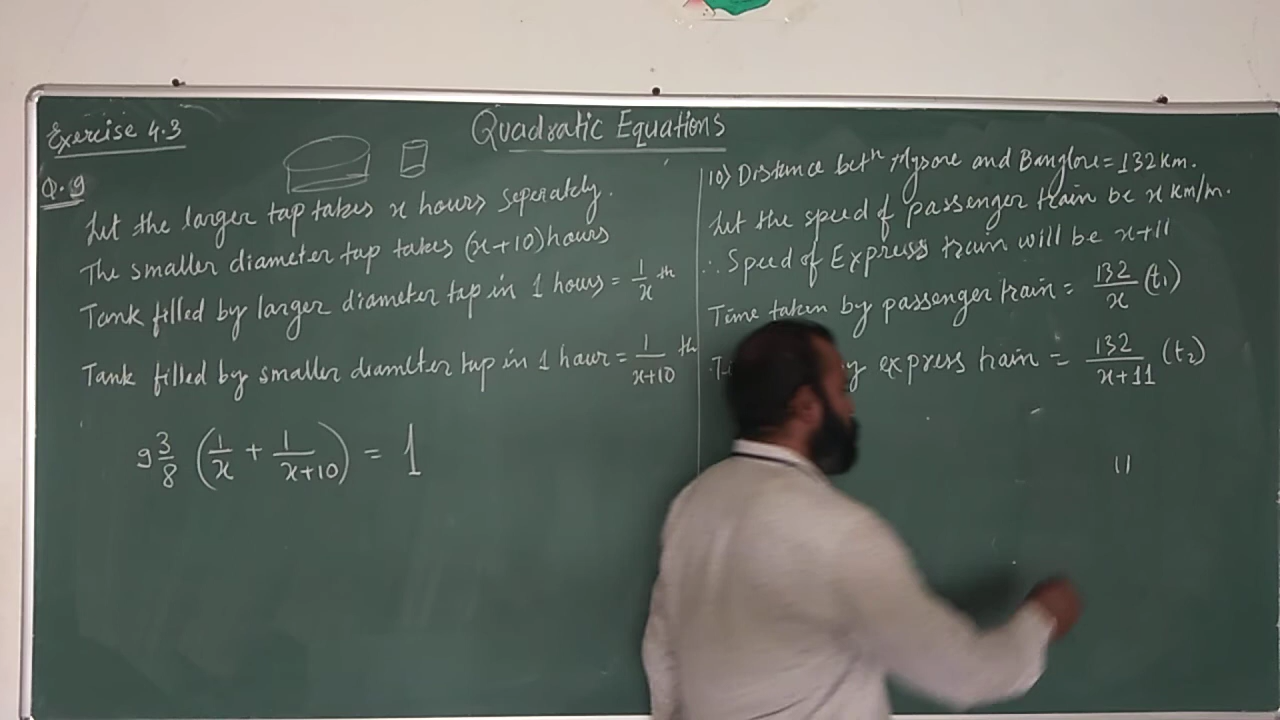 Quadratic Equations
Exercise 4.3
Q.9
Let the larger tap takes x hours seperately.
The smaller diameter tap takes (x+10)hours
Tank filled by larger diameter tap in 1 hours = 1/x th
Tank filled by smaller diameter tap in 1 hour = 1/(x+10) th
9 3/8 (1/x + 1/(x+10)) = 1
10) Distance betn Mysore and Banglore = 132 km.
Let the speed of passenger train be x km/m.
∴ Speed of Express train will be x+11
Time taken by passenger train = 132/x (t1)
by express train = 132/(x+11) (t2)
11